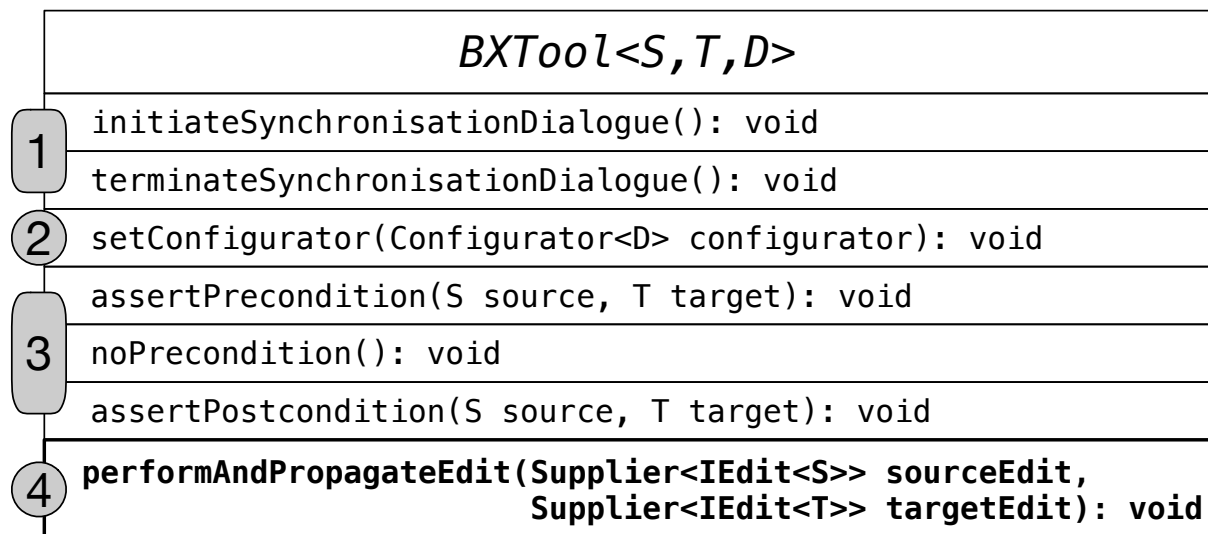 BXTool<S,T,D>
1
initiateSynchronisationDialogue(): void
terminateSynchronisationDialogue(): void
2
setConfigurator(Configurator<D> configurator): void
3
assertPrecondition(S source, T target): void
noPrecondition(): void
assertPostcondition(S source, T target): void
4
performAndPropagateEdit(Supplier<IEdit<S>> sourceEdit,
Supplier<IEdit<T>> targetEdit): void